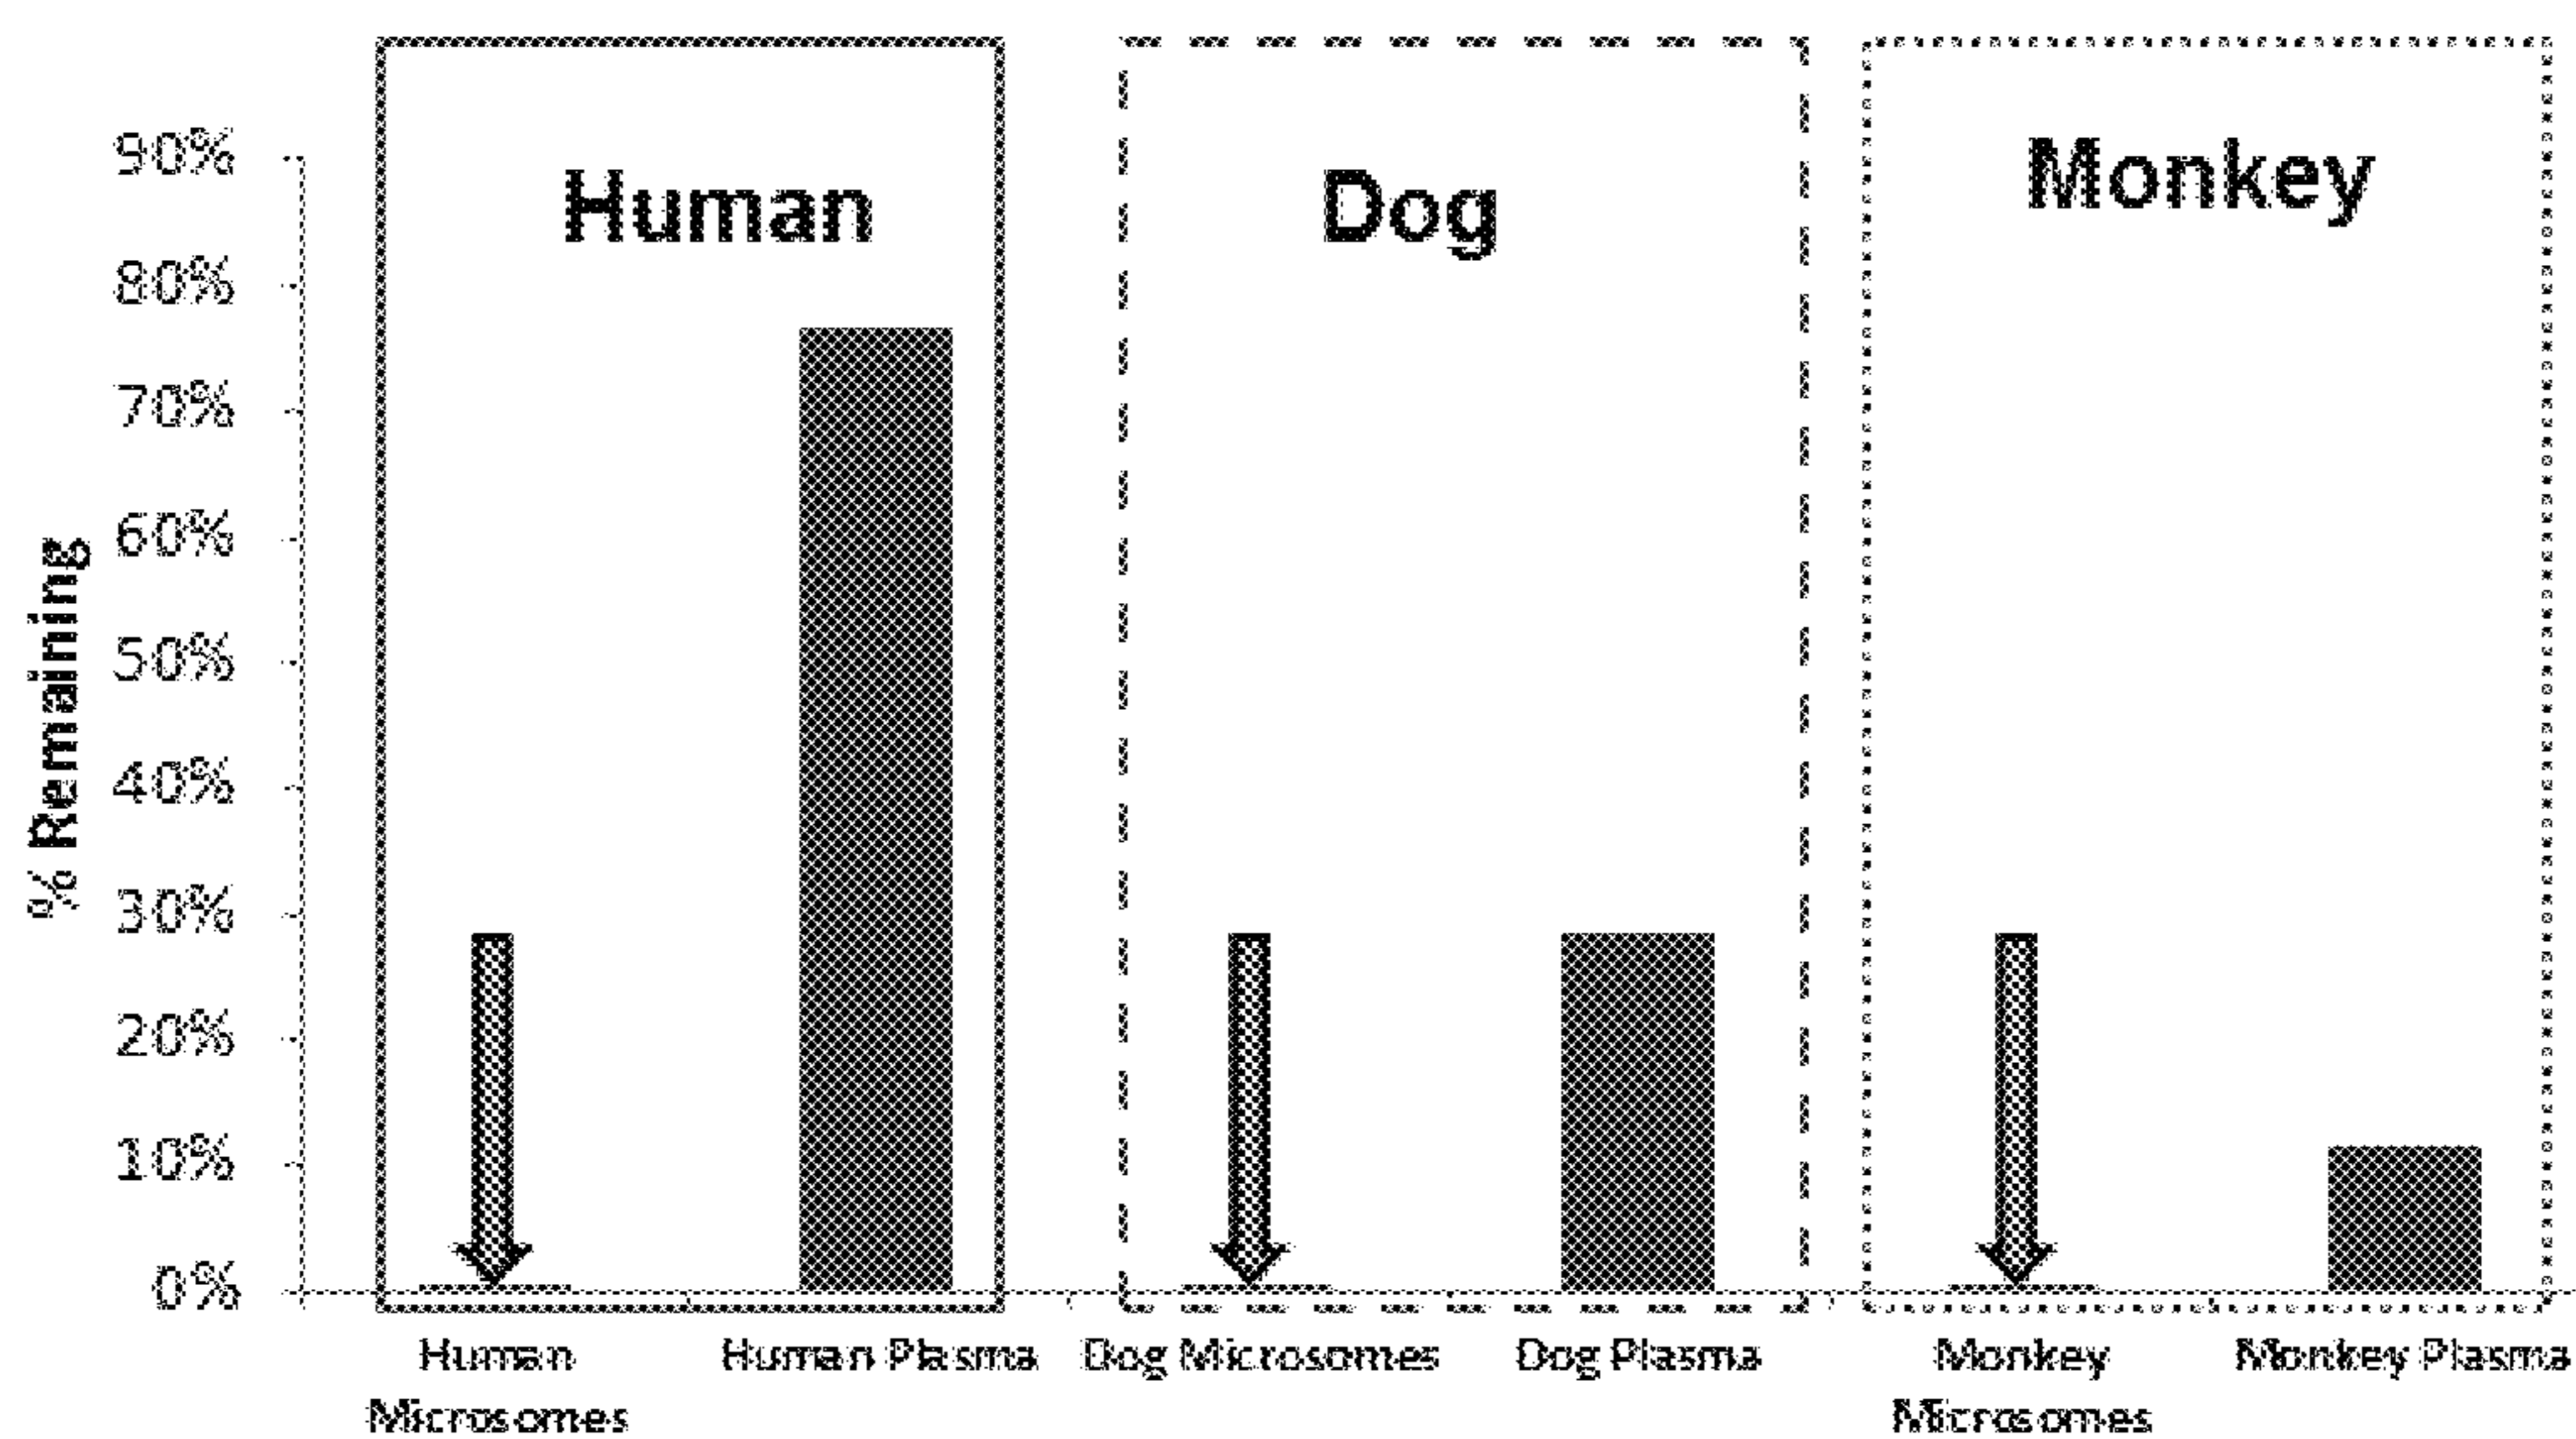 Human
Dog
Monkey
% Remaining
90%
80%
70%
60%
50%
40%
30%
20%
10%
0%
Human
Microsomes
Human Plasma
Dog Microsomes
Dog Plasma
Monkey
Microsomes
Monkey Plasma